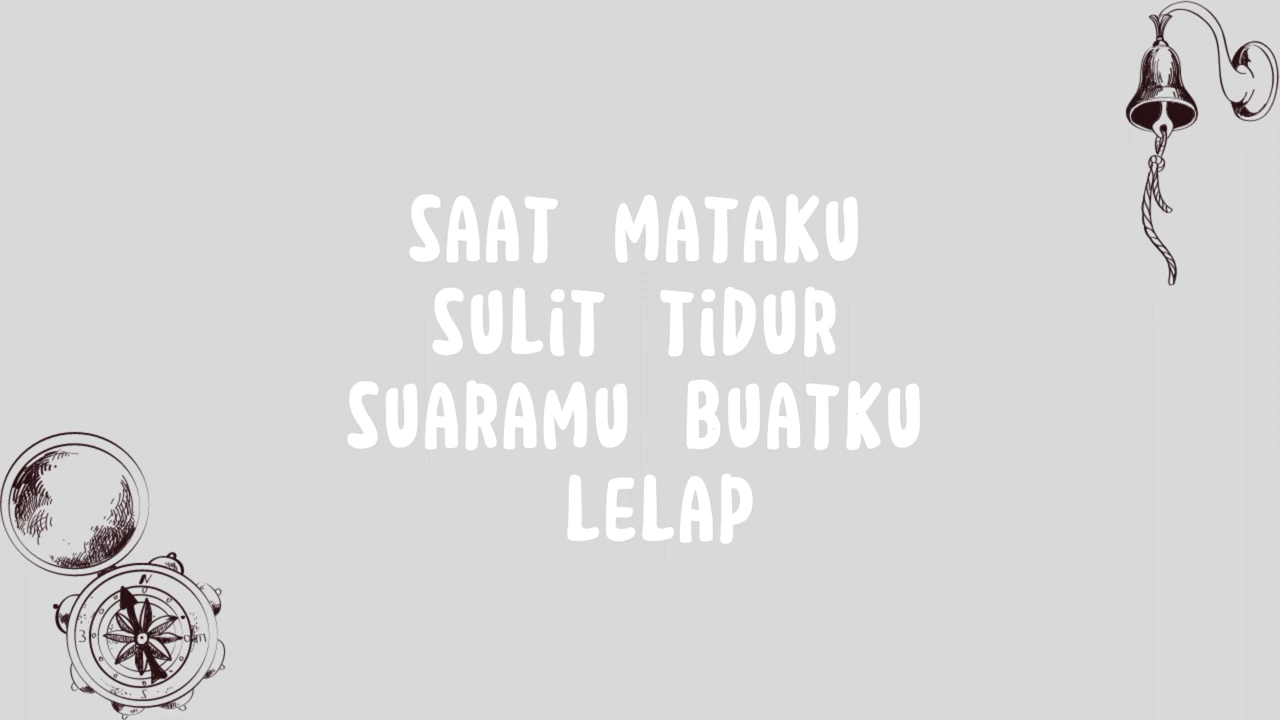 SAAT MATAKU
SULiT TiDUR
SUARAMU BUATKU
LELAP
N
S